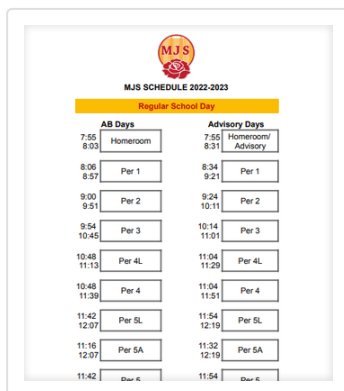 MJS
MJS SCHEDULE 2022-2023
Regular School Day
AB Days Advisory Days
7:55 Homeroom 7:55 Homeroom/
8:03 8:31 Advisory
8:06 Per 1 8:34 Per 1
8:57 9:21
9:00 Per 2 9:24 Per 2
9:51 10:11
9:54 Per 3 10:14 Per 3
10:45 11:01
10:48 Per 4L 11:04 Per 4L
11:13 11:29
10:48 Per 4 11:04 Per 4
11:39 11:51
11:42 Per 5L 11:54 Per 5L
12:07 12:19
11:16 Per 5A 11:32 Per 5A
12:07 12:19
11:42 Per 5 11:54 Per 5